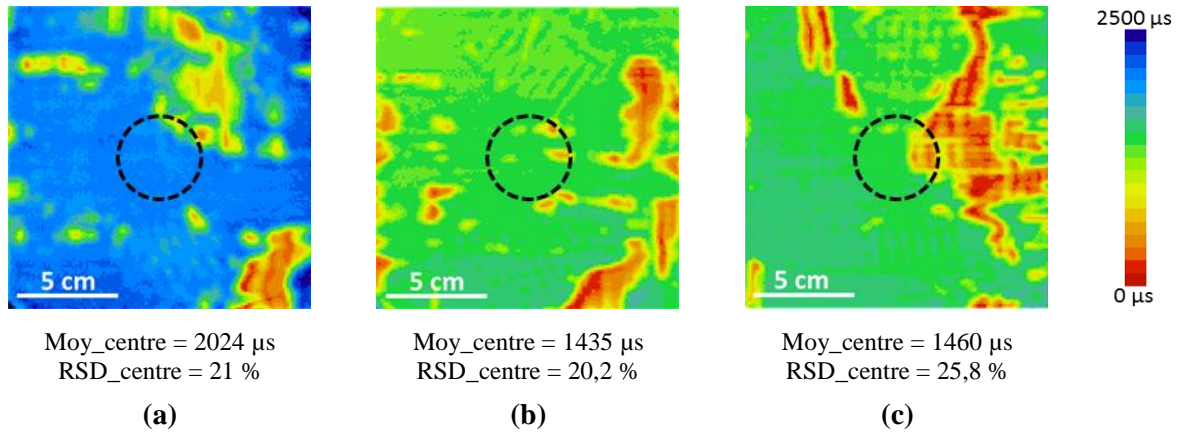 2500 µs
5 cm
5 cm
5 cm
0 µs
Moy_centre = 2024 µs
RSD_centre = 21 %
(a)
Moy_centre = 1435 µs
RSD_centre = 20,2 %
(b)
Moy_centre = 1460 µs
RSD_centre = 25,8 %
(c)